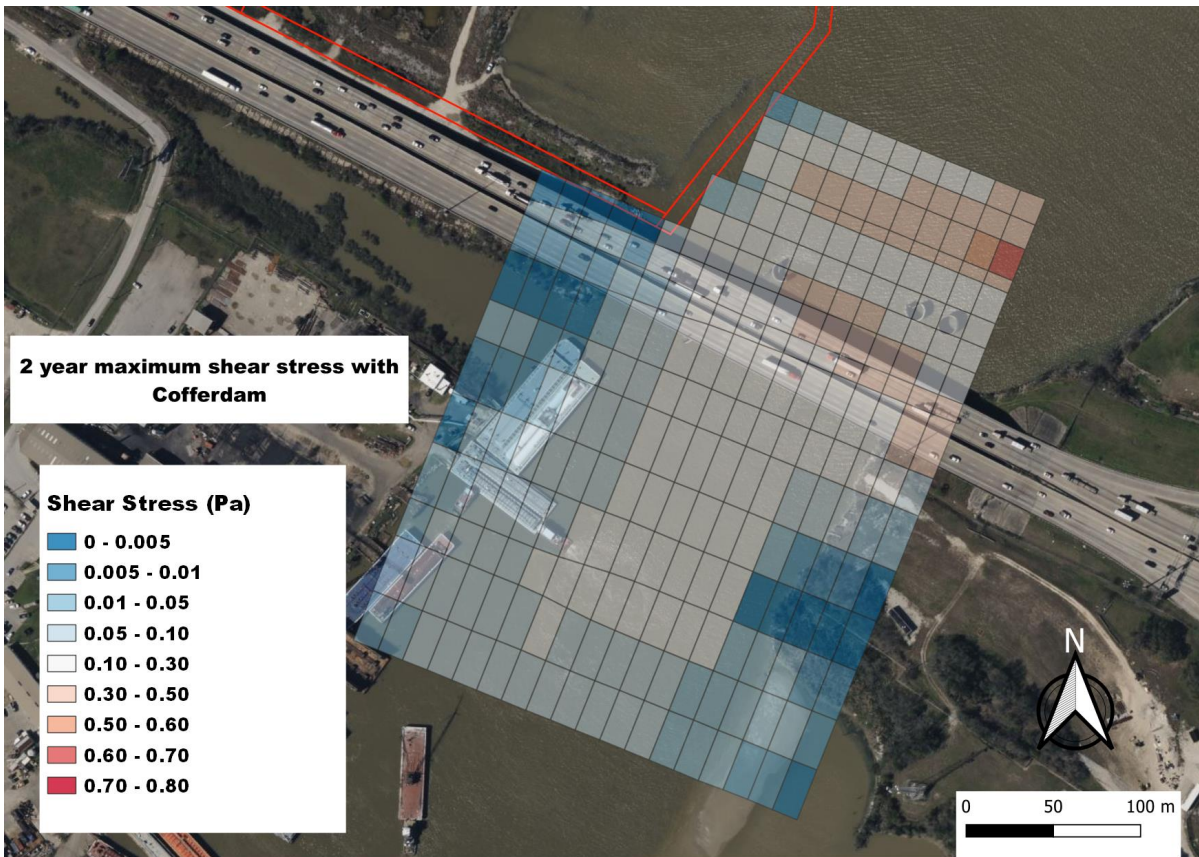 2 year maximum shear stress with
Cofferdam
Shear Stress (Pa)
0 - 0.005
0.005 - 0.01
0.01 - 0.05
0.05 - 0.10
0.10 - 0.30
0.30 - 0.50
0.50 - 0.60
0.60 - 0.70
0.70 - 0.80
N
0 50 100 m